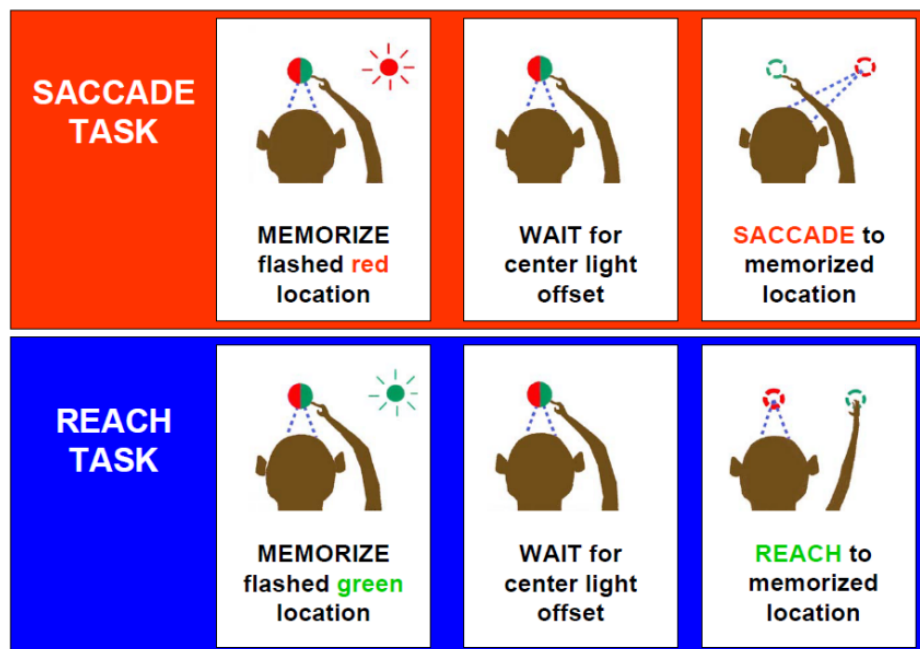 SACCADE
TASK
MEMORIZE
flashed red
location
WAIT for
center light
offset
SACCADE to
memorized
location
REACH
TASK
MEMORIZE
flashed green
location
WAIT for
center light
offset
REACH to
memorized
location